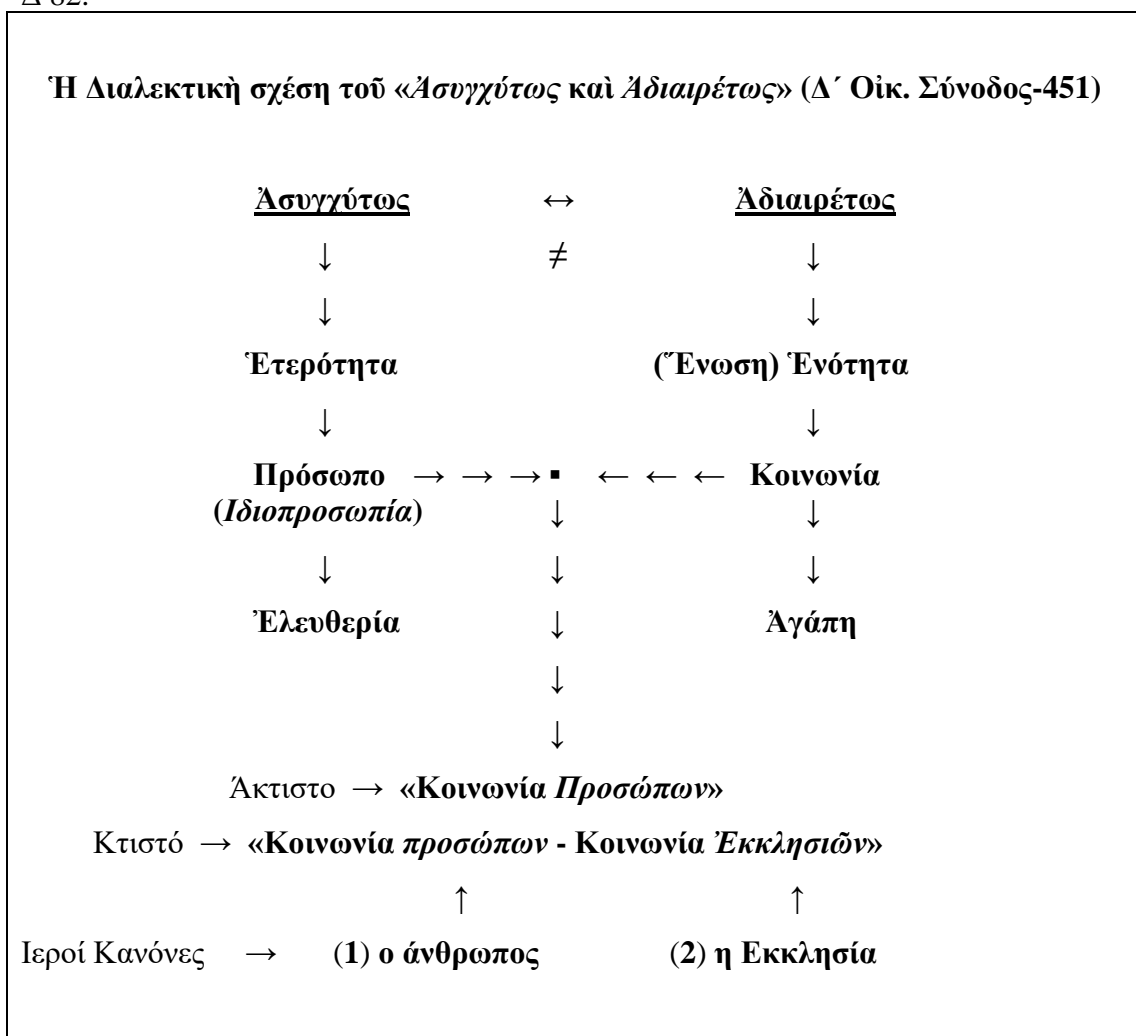 Ἡ Διαλεκτικὴ σχέση τοῦ «Ἀσυγχύτως καὶ Ἀδιαιρέτως» (Δ´ Οἰκ. Σύνοδος-451)
Ἀσυγχύτως ↔ Ἀδιαιρέτως
↓ ≠ ↓
↓ ↓
Ἑτερότητα (Ἕνωση) Ἑνότητα
↓ ↓
Πρόσωπο → → → ▪ ← ← ← Κοινωνία
(Ιδιοπροσωπία) ↓ ↓
↓ ↓ ↓
Ἐλευθερία ↓ Ἀγάπη
↓
↓
Άκτιστο → «Κοινωνία Προσώπων»
Κτιστό → «Κοινωνία προσώπων - Κοινωνία Ἐκκλησιῶν»
↑ ↑
Ιεροί Κανόνες → (1) ο άνθρωπος (2) η Εκκλησία